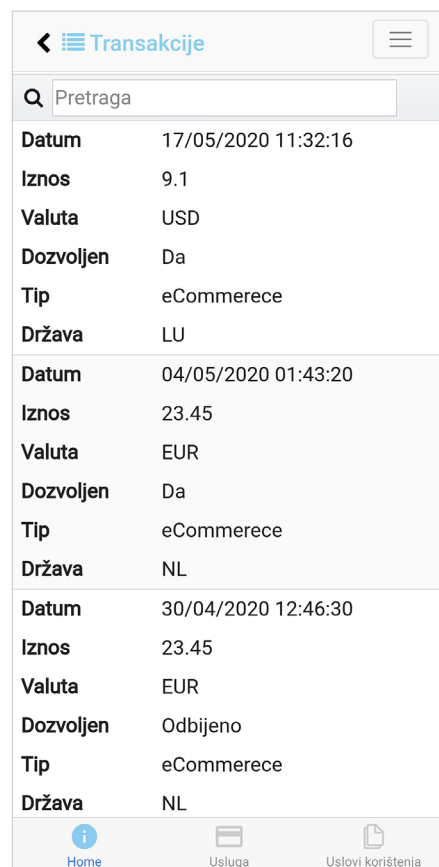 Transakcije
Pretraga
Datum 17/05/2020 11:32:16
Iznos 9.1
Valuta USD
Dozvoljen Da
Tip eCommerece
Država LU
Datum 04/05/2020 01:43:20
Iznos 23.45
Valuta EUR
Dozvoljen Da
Tip eCommerece
Država NL
Datum 30/04/2020 12:46:30
Iznos 23.45
Valuta EUR
Dozvoljen Odbijeno
Tip eCommerece
Država NL
Home Usluga Uslovi korištenja